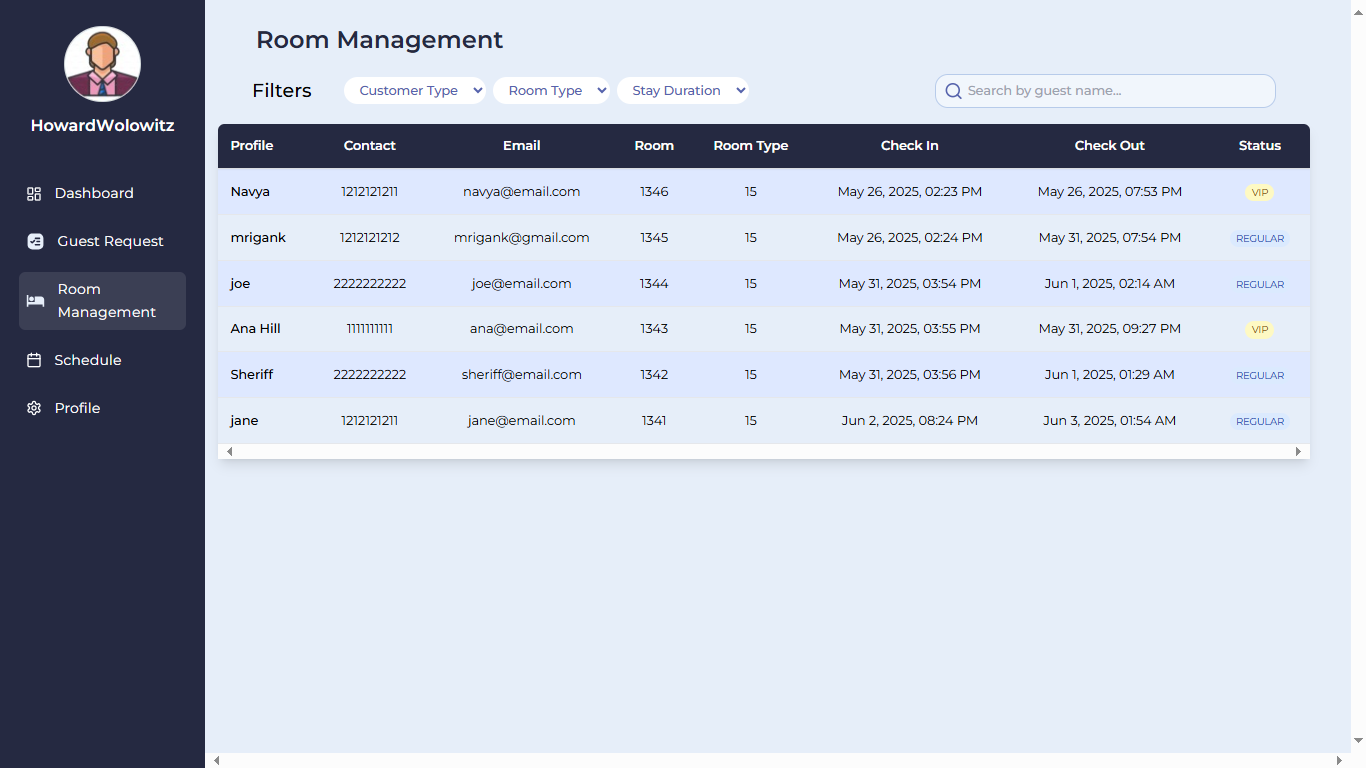 HowardWolowitz
Dashboard
Guest Request
Room
Management
Schedule
Profile
Room Management
Filters Customer Type Room Type Stay Duration Search by guest name...
Profile Contact Email Room Room Type Check In Check Out Status
Navya 1212121211 navya@email.com 1346 15 May 26, 2025, 02:23 PM May 26, 2025, 07:53 PM VIP
mrigank 1212121212 mrigank@gmail.com 1345 15 May 26, 2025, 02:24 PM May 31, 2025, 07:54 PM REGULAR
joe 2222222222 joe@email.com 1344 15 May 31, 2025, 03:54 PM Jun 1, 2025, 02:14 AM REGULAR
Ana Hill 1111111111 ana@email.com 1343 15 May 31, 2025, 03:55 PM May 31, 2025, 09:27 PM VIP
Sheriff 2222222222 sheriff@email.com 1342 15 May 31, 2025, 03:56 PM Jun 1, 2025, 01:29 AM REGULAR
jane 1212121211 jane@email.com 1341 15 Jun 2, 2025, 08:24 PM Jun 3, 2025, 01:54 AM REGULAR